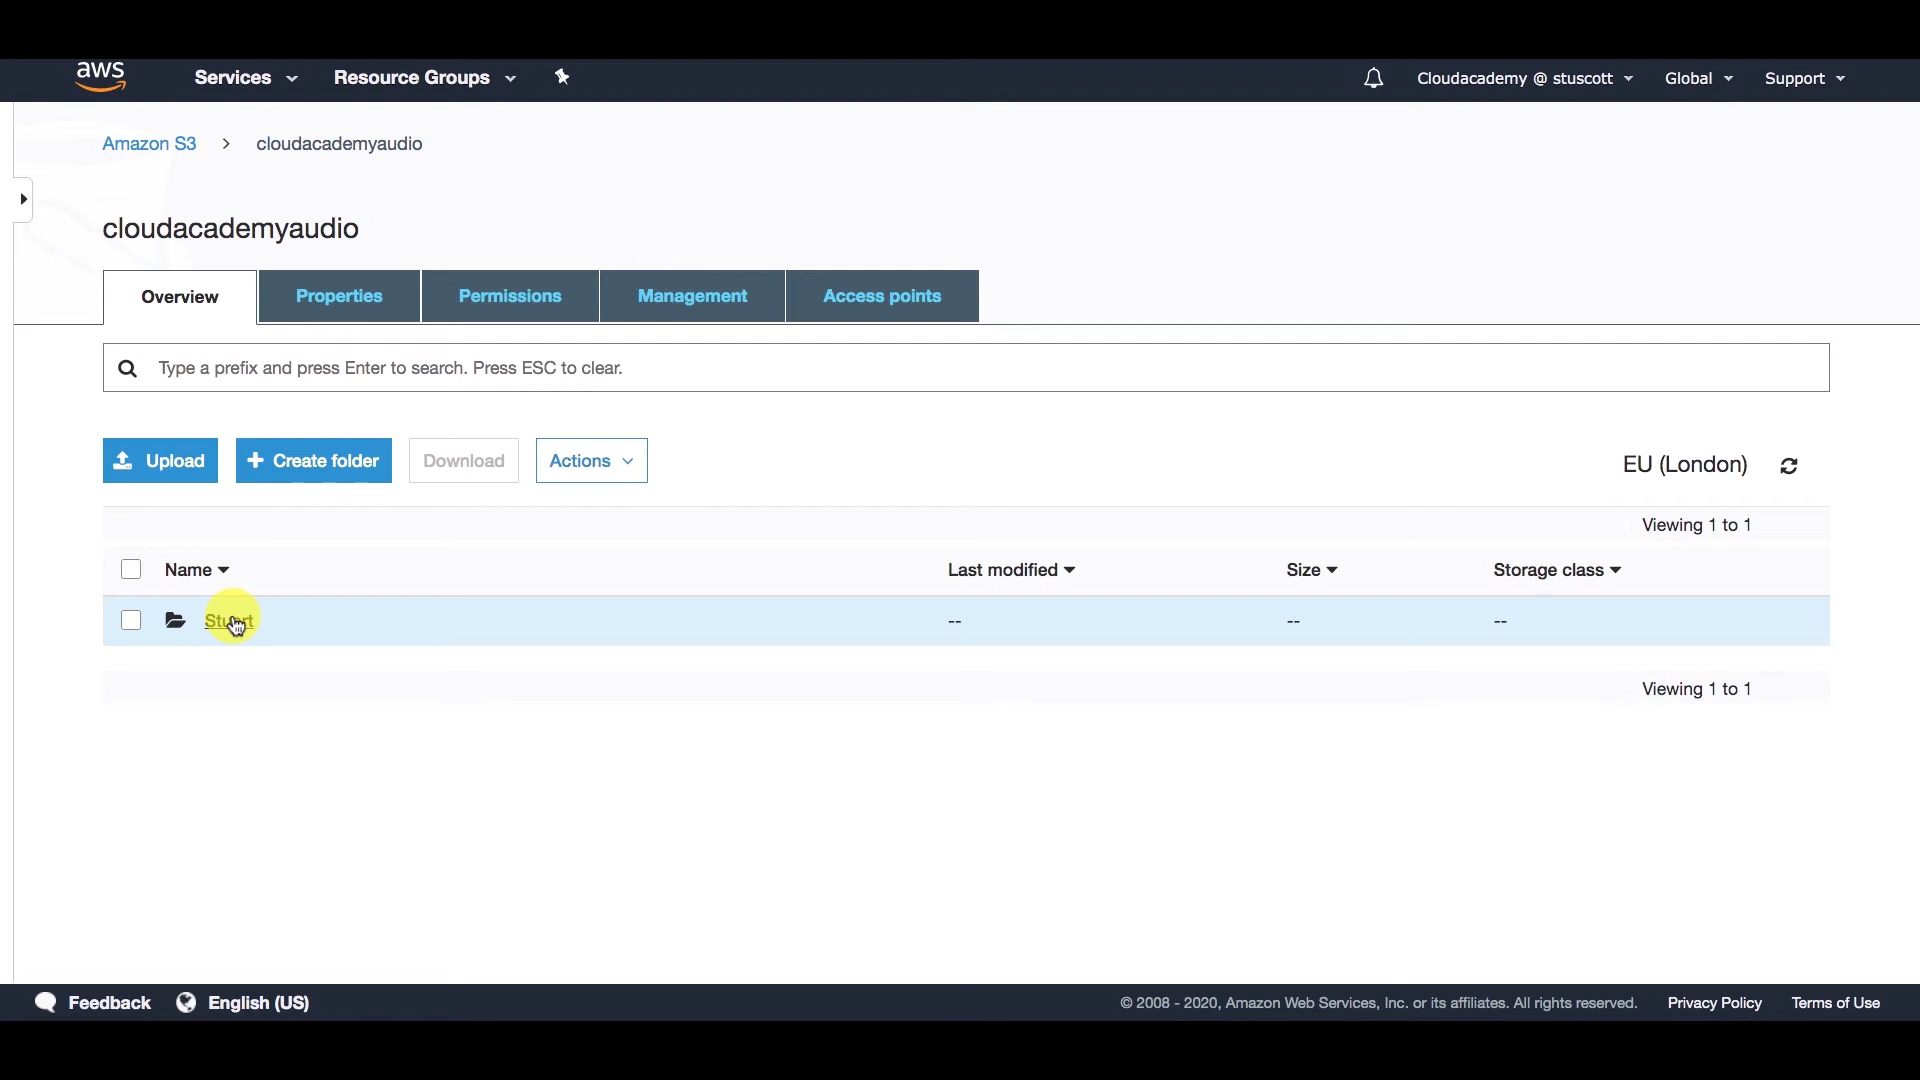 aws Services Resource Groups Cloudacademy @ stuscott Global Support
Amazon S3 > cloudacademyaudio
cloudacademyaudio
Overview Properties Permissions Management Access points
Type a prefix and press Enter to search. Press ESC to clear.
Upload + Create folder Download Actions EU (London)
Viewing 1 to 1
Name Last modified Size Storage class
Stuart -- -- --
Viewing 1 to 1
Feedback English (US) © 2008 - 2020, Amazon Web Services, Inc. or its affiliates. All rights reserved. Privacy Policy Terms of Use